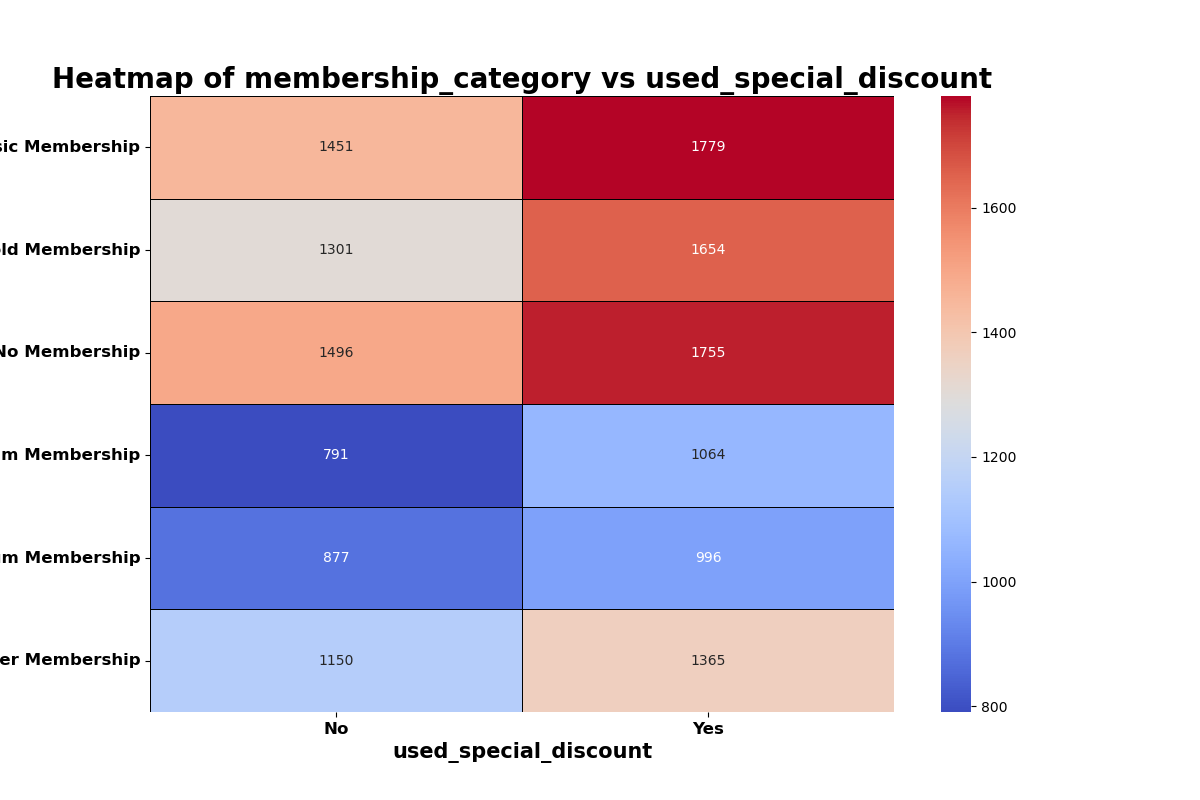 Heatmap of membership_category vs used_special_discount
sic Membership 1451 1779
ld Membership 1301 1654 1600
No Membership 1496 1755 1400
m Membership 791 1064 1200
um Membership 877 996 1000
er Membership 1150 1365 800
No Yes
used_special_discount